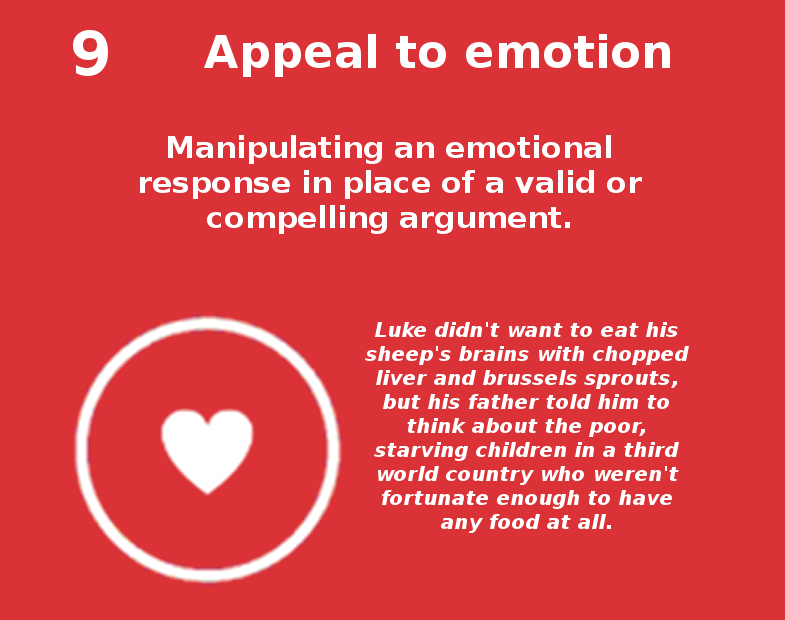 9 Appeal to emotion
Manipulating an emotional
response in place of a valid or
compelling argument.
Luke didn't want to eat his
sheep's brains with chopped
liver and brussels sprouts,
but his father told him to
think about the poor,
starving children in a third
world country who weren't
fortunate enough to have
any food at all.